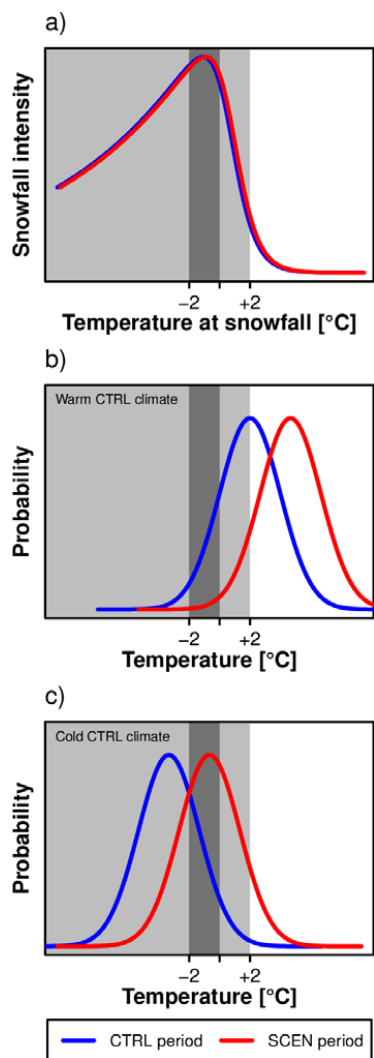 a)
Snowfall intensity
−2 +2
Temperature at snowfall [°C]
b)
Warm CTRL climate
Probability
−2 +2
Temperature [°C]
c)
Cold CTRL climate
Probability
−2 +2
Temperature [°C]
CTRL period SCEN period